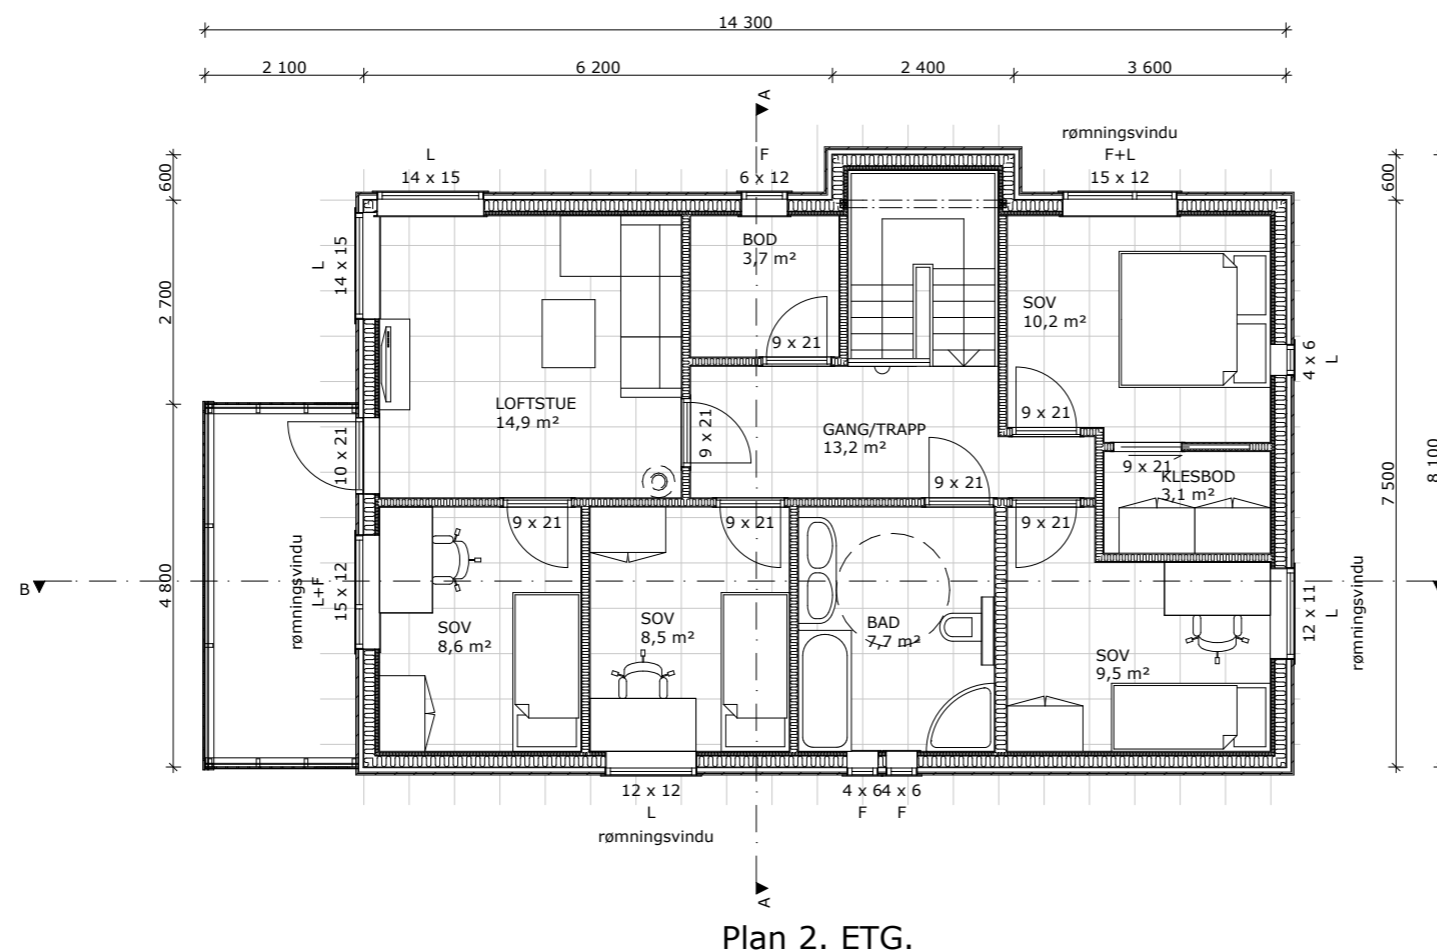 14 300
2 100
6 200
2 400
3 600
A
rømningsvindu
L
F
F+L
14 x 15
6 x 12
15 x 12
600
600
BOD
3,7 m²
L
14 x 15
2 700
SOV
10,2 m²
9 x 21
4 x 6
L
LOFTSTUE
14,9 m²
9 x 21
GANG/TRAPP
13,2 m²
9 x 21
10 x 21
9 x 21
9 x 21
KLESBOD
3,1 m²
7 500
8 100
9 x 21
9 x 21
9 x 21
B
4 800
rømningsvindu
L+F
15 x 12
SOV
8,6 m²
SOV
8,5 m²
BAD
7,7 m²
SOV
9,5 m²
12 x 11
L
rømningsvindu
12 x 12
L
rømningsvindu
4 x 6
4 x 6
F
F
A
Plan 2. ETG.